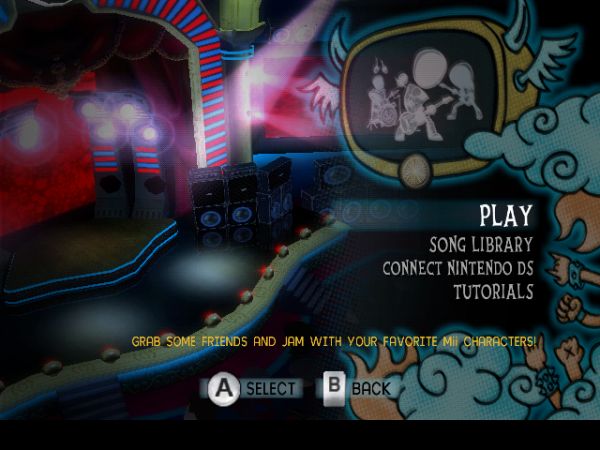 PLAY
SONG LIBRARY
CONNECT NINTENDO DS
TUTORIALS
GRAB SOME FRIENDS AND JAM WITH YOUR FAVORITE Mii CHARACTERS!
A SELECT B BACK